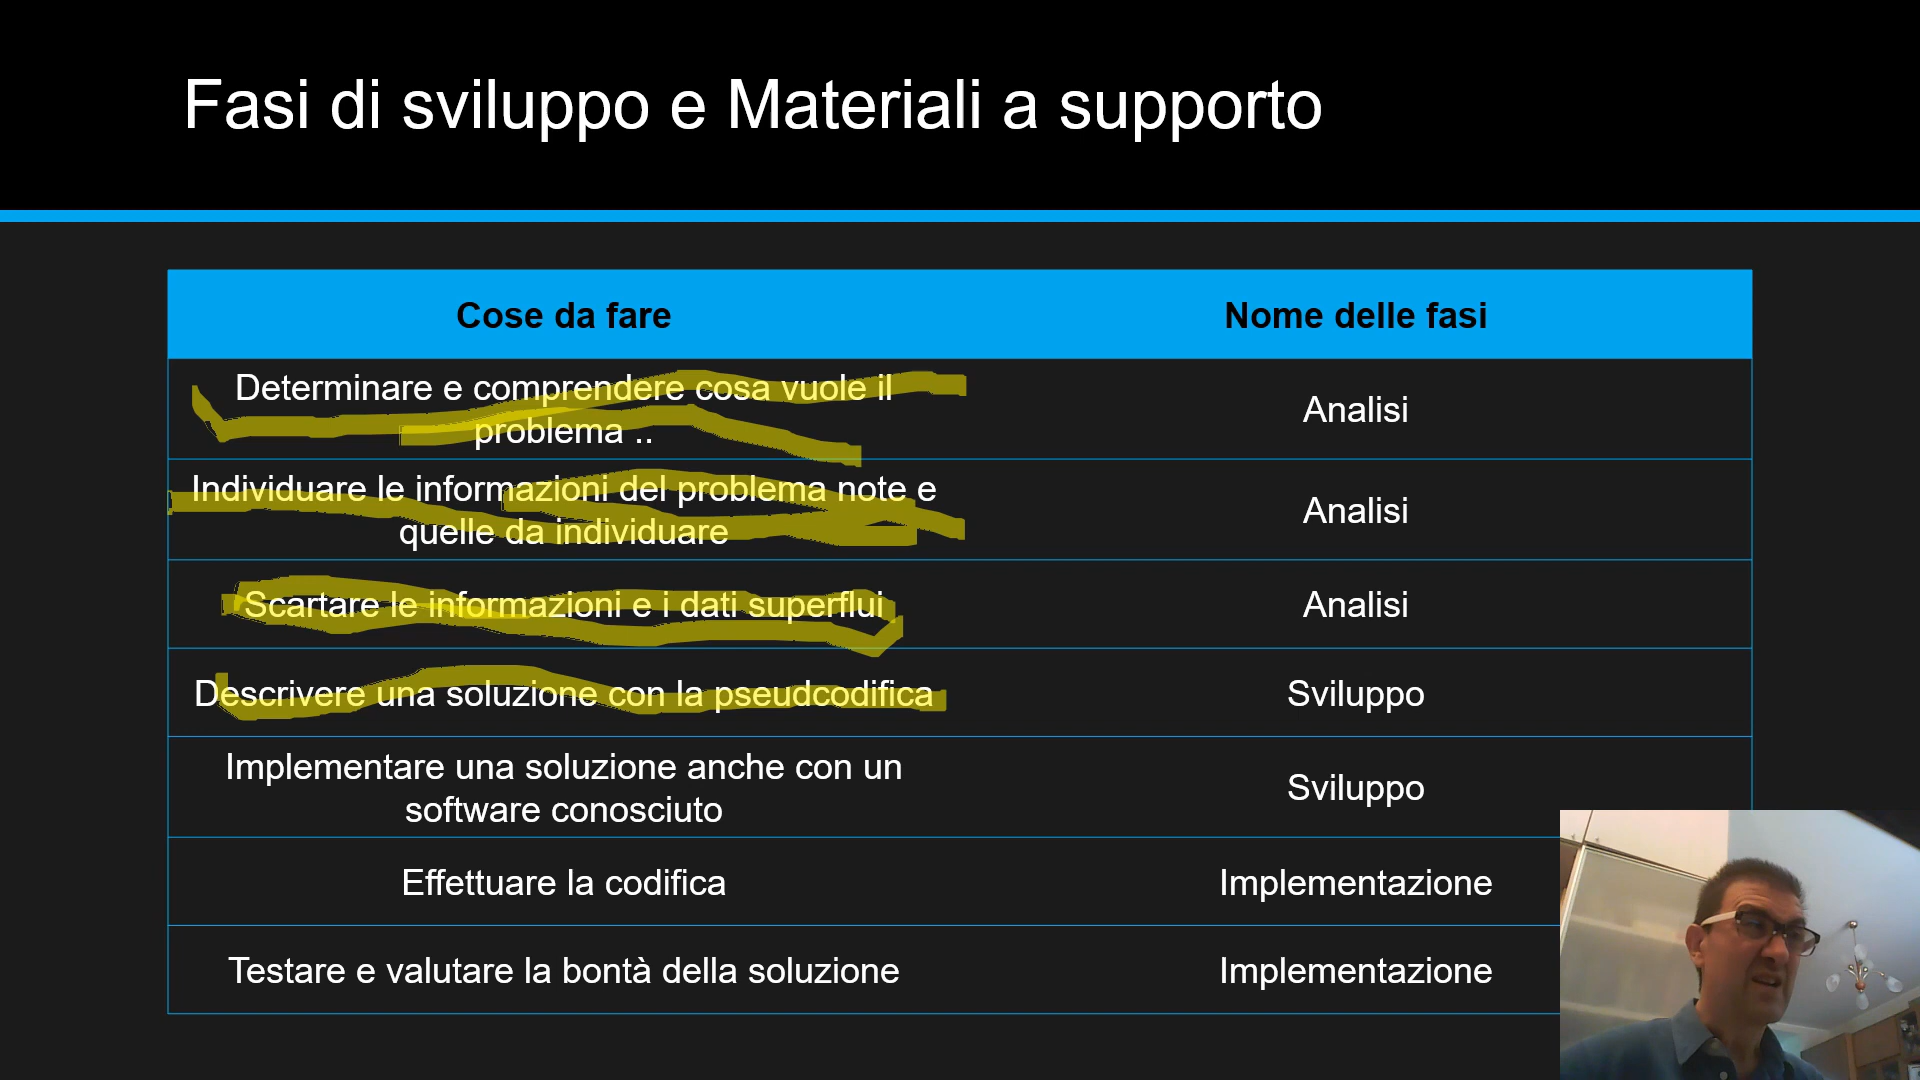 Fasi di sviluppo e Materiali a supporto
Cose da fare
Nome delle fasi
Determinare e comprendere cosa vuole il
problema ..
Analisi
Individuare le informazioni del problema note e
quelle da individuare
Analisi
Scartare le informazioni e i dati superflui
Analisi
Descrivere una soluzione con la pseudcodifica
Sviluppo
Implementare una soluzione anche con un
software conosciuto
Sviluppo
Effettuare la codifica
Implementazione
Testare e valutare la bontà della soluzione
Implementazione